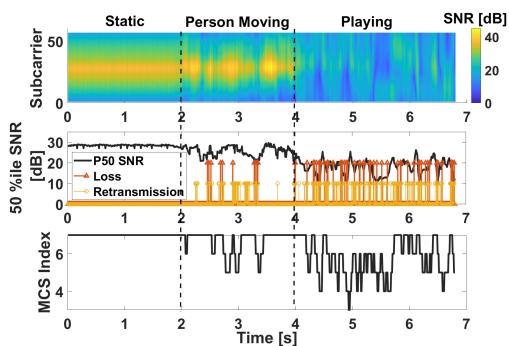 Static Person Moving Playing SNR [dB]
Subcarrier
50
0
40
20
0
0 1 2 3 4 5 6 7
50 %ile SNR
[dB]
30
20
10
0
P50 SNR
Loss
Retransmission
0 1 2 3 4 5 6 7
MCS Index
6
4
0 1 2 3 4 5 6 7
Time [s]